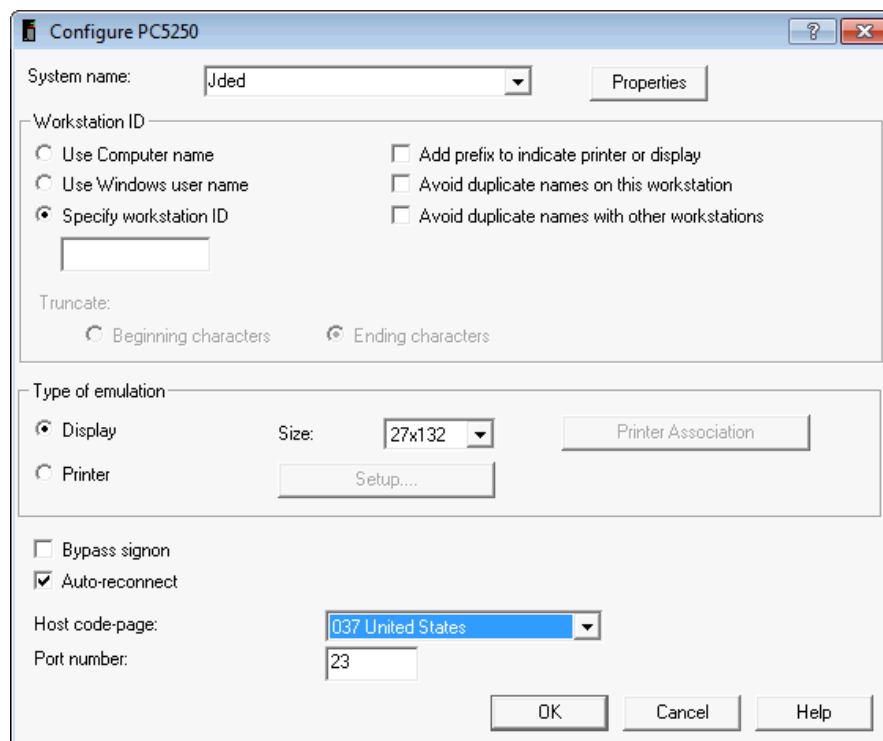 Configure PC5250
System name: Jded Properties
Workstation ID
Use Computer name Add prefix to indicate printer or display
Use Windows user name Avoid duplicate names on this workstation
Specify workstation ID Avoid duplicate names with other workstations
Truncate:
Beginning characters Ending characters
Type of emulation
Display Size: 27x132 Printer Association
Printer Setup....
Bypass signon
Auto-reconnect
Host code-page: 037 United States
Port number: 23
OK Cancel Help